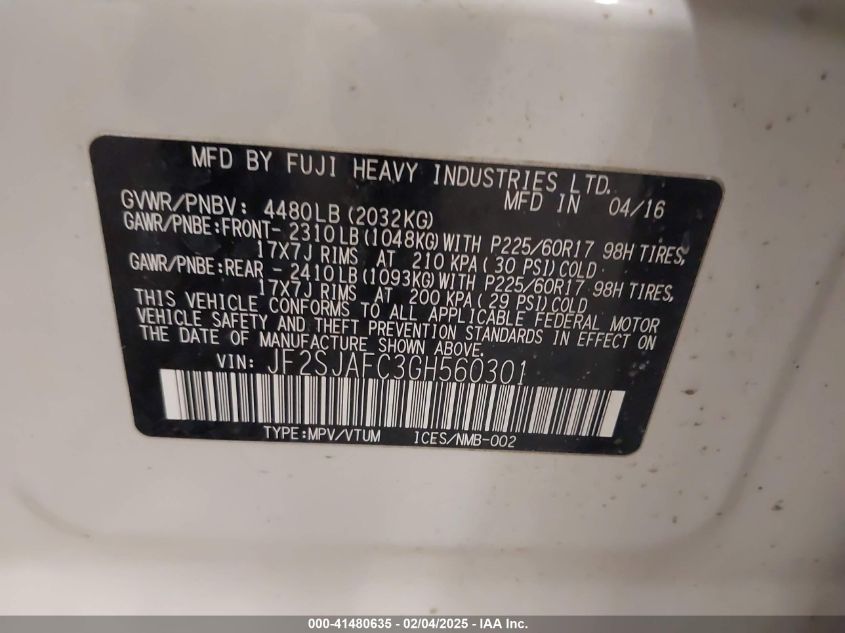 MFD BY FUJI HEAVY INDUSTRIES LTD.
MFD IN 04/16
GVWR/PNBV: 4480LB (2032KG)
GAWR/PNBE:FRONT- 2310LB (1048KG) WITH P225/60R17 98H TIRES,
17X7J RIMS AT 210 KPA( 30 PSI) COLD
GAWR/PNBE:REAR - 2410LB (1093KG) WITH P225/60R17 98H TIRES,
17X7J RIMS AT 200 KPA( 29 PSI) COLD
THIS VEHICLE CONFORMS TO ALL APPLICABLE FEDERAL MOTOR
VEHICLE SAFETY AND THEFT PREVENTION STANDARDS IN EFFECT ON
THE DATE OF MANUFACTURE SHOWN ABOVE.
VIN: JF2SJAFC3GH560301
TYPE:MPV/VTUM ICES/NMB-002
000-41480635 - 02/04/2025 - IAA Inc.